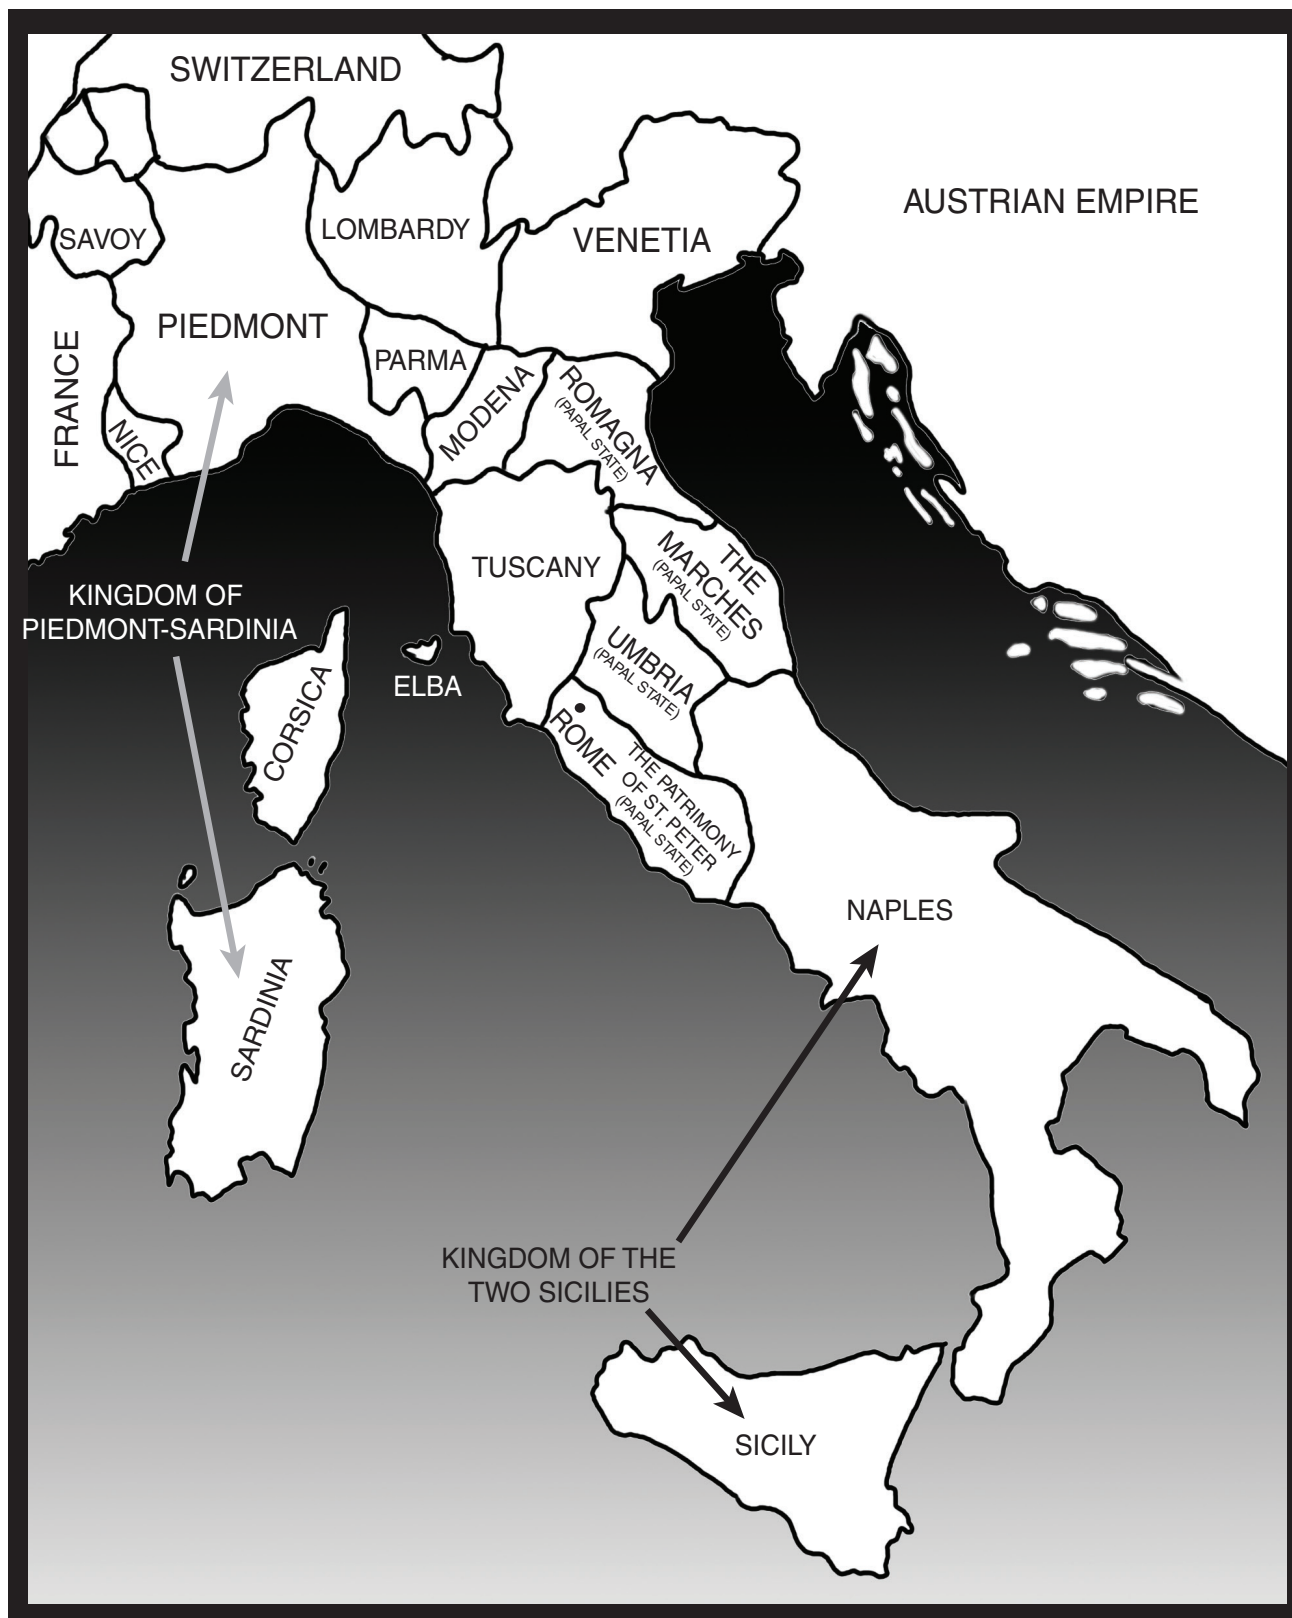 SWITZERLAND
AUSTRIAN EMPIRE
SAVOY
LOMBARDY
VENETIA
PIEDMONT
FRANCE
PARMA
MODENA
ROMAGNA
(PAPAL STATE)
NICE
TUSCANY
THE
MARCHES
(PAPAL STATE)
KINGDOM OF
PIEDMONT-SARDINIA
UMBRIA
(PAPAL STATE)
ELBA
CORSICA
ROME
THE PATRIMONY
OF ST. PETER
(PAPAL STATE)
NAPLES
SARDINIA
KINGDOM OF THE
TWO SICILIES
SICILY